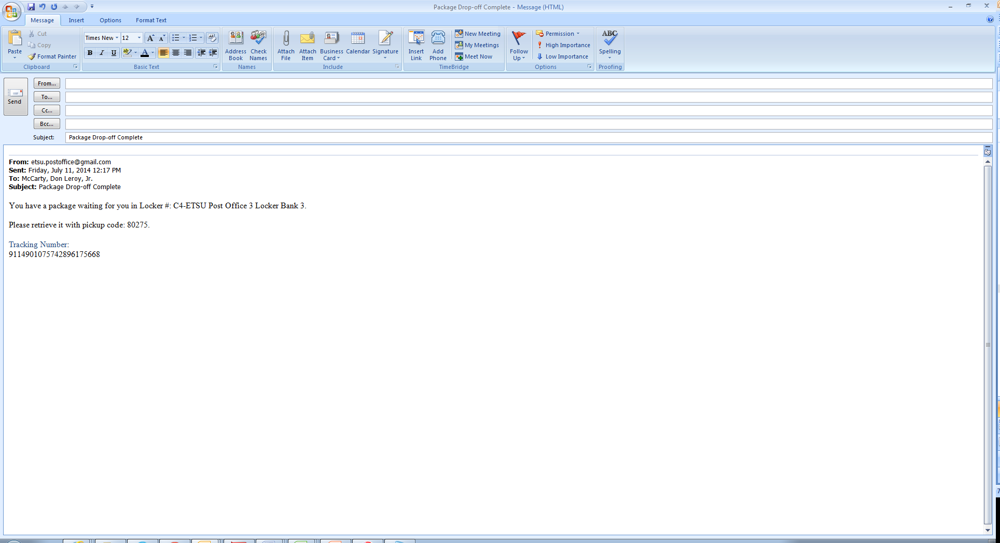 Package Drop-off Complete - Message (HTML)
Message Insert Options Format Text
Paste
Cut
Copy
Format Painter
Clipboard
Times New 12
B I U
Basic Text
Address Book
Check Names
Names
Attach File
Attach Item
Business Card
Calendar
Signature
Include
Insert Link
Add Phone
New Meeting
My Meetings
Meet Now
TimeBridge
Follow Up
Permission
High Importance
Low Importance
Options
ABC
Spelling
Proofing
Send
From...
To...
Cc...
Bcc...
Subject: Package Drop-off Complete
From: etsu.postoffice@gmail.com
Sent: Friday, July 11, 2014 12:17 PM
To: McCarty, Don Leroy, Jr.
Subject: Package Drop-off Complete
You have a package waiting for you in Locker #: C4-ETSU Post Office 3 Locker Bank 3.
Please retrieve it with pickup code: 80275.
Tracking Number:
9114901075742896175668